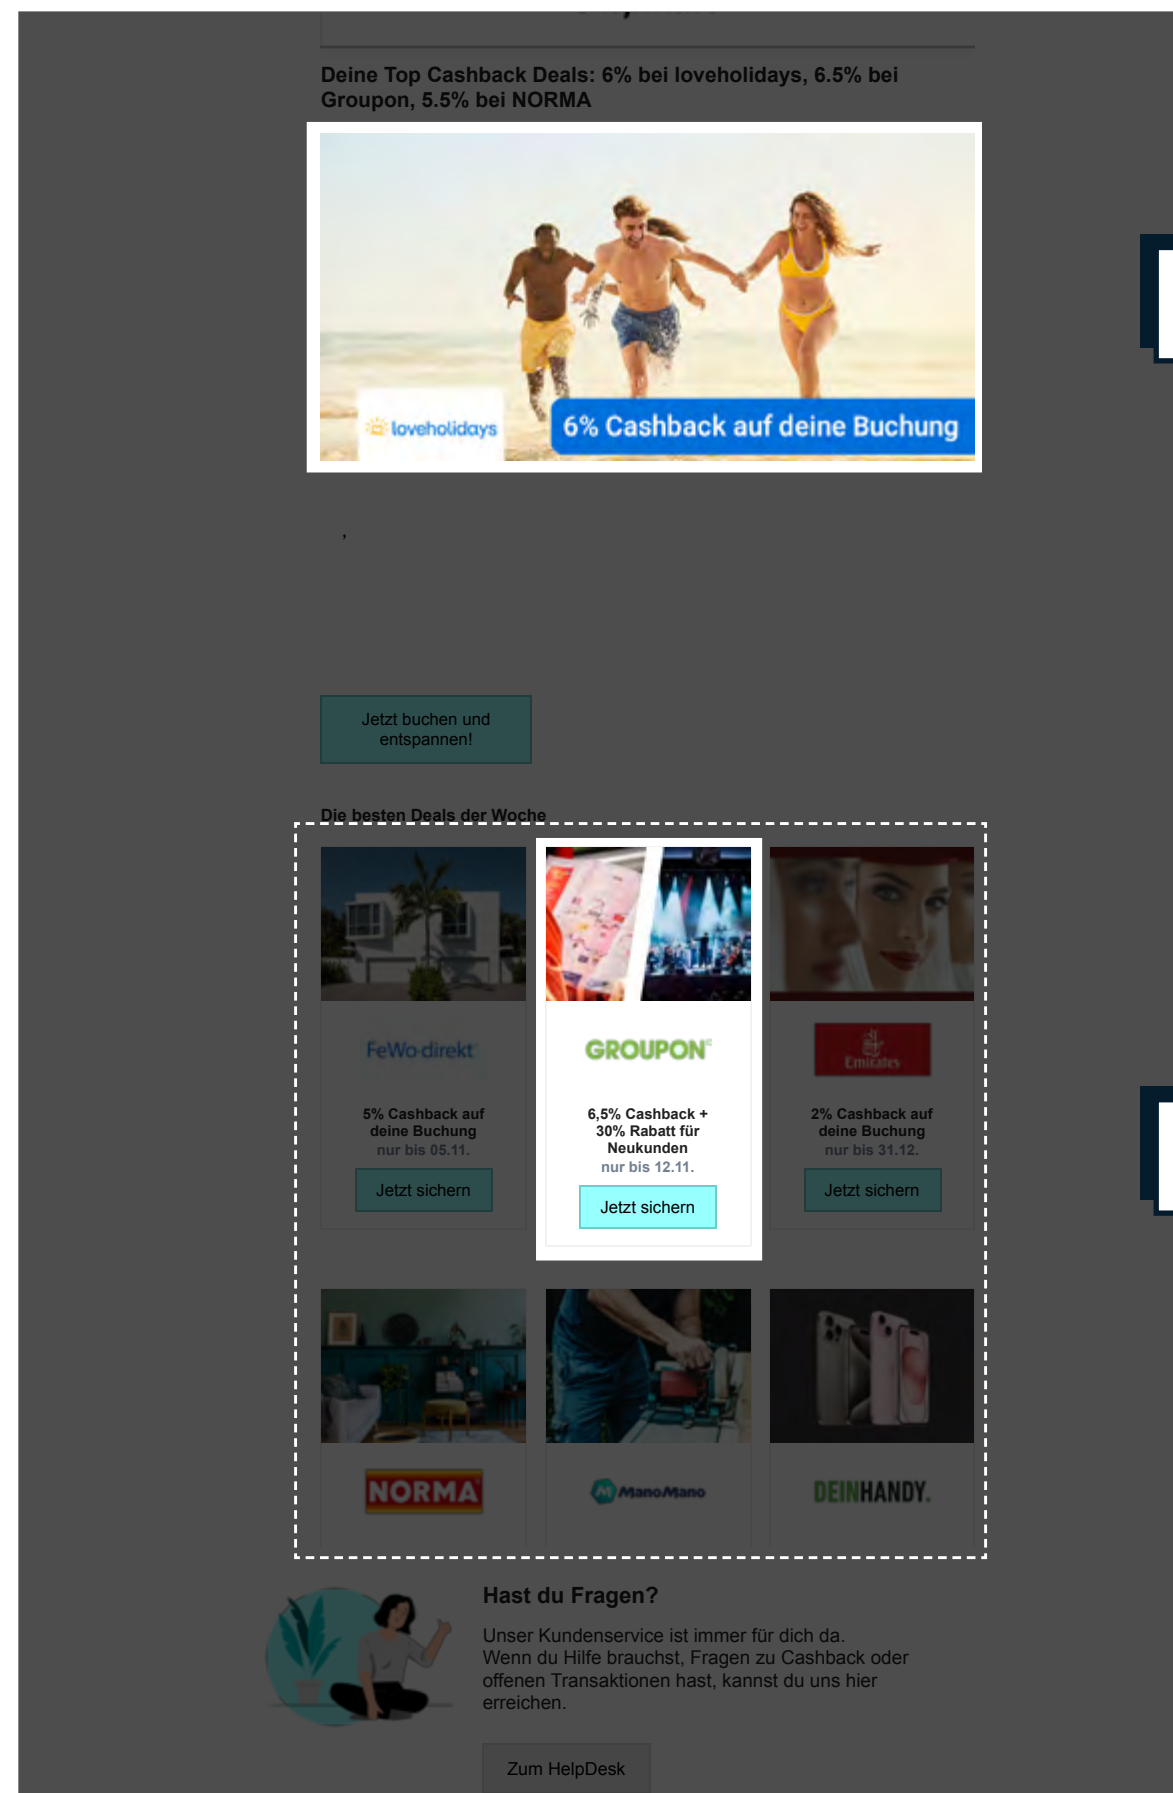 Deine Top Cashback Deals: 6% bei loveholidays, 6.5% bei
Groupon, 5.5% bei NORMA
loveholidays
6% Cashback auf deine Buchung
,
Jetzt buchen und
entspannen!
Die besten Deals der Woche
FeWo-direkt
5% Cashback auf
deine Buchung
nur bis 05.11.
Jetzt sichern
GROUPON
6,5% Cashback +
30% Rabatt für
Neukunden
nur bis 12.11.
Jetzt sichern
Emirates
2% Cashback auf
deine Buchung
nur bis 31.12.
Jetzt sichern
NORMA
ManoMano
DEINHANDY.
Hast du Fragen?
Unser Kundenservice ist immer für dich da.
Wenn du Hilfe brauchst, Fragen zu Cashback oder
offenen Transaktionen hast, kannst du uns hier
erreichen.
Zum HelpDesk